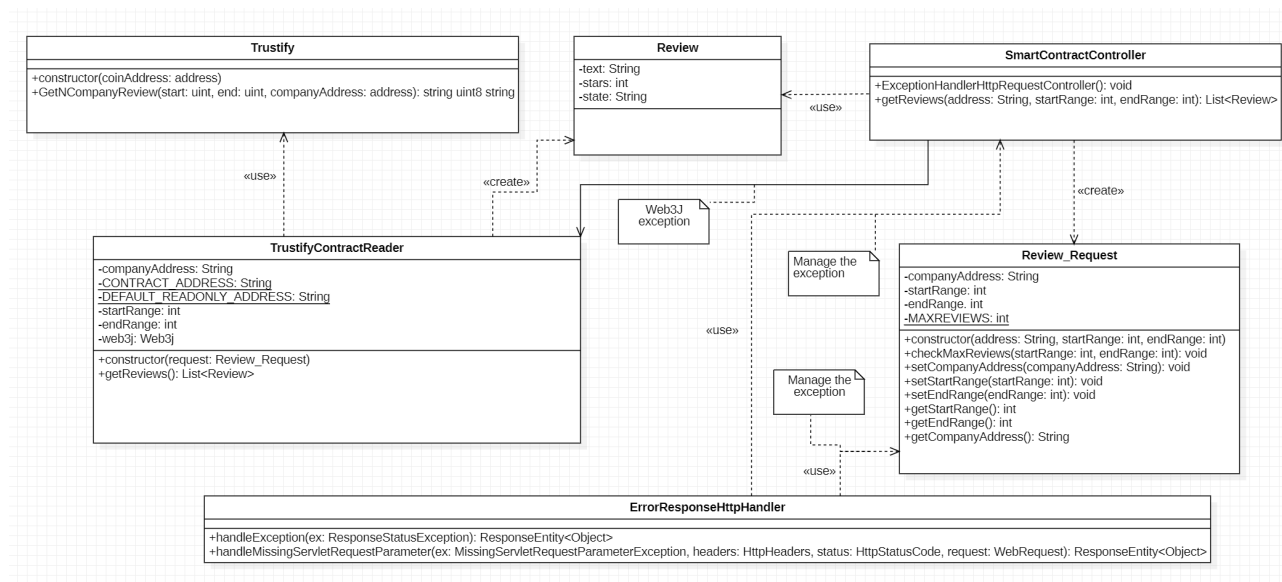 Trustify
+constructor(coinAddress: address)
+GetNCompanyReview(start: uint, end: uint, companyAddress: address): string uint8 string
Review
-text: String
-stars: int
-state: String
SmartContractController
+ExceptionHandlerHttpRequestController(): void
+getReviews(address: String, startRange: int, endRange: int): List<Review>
«use»
«use»
«create»
«create»
Web3J
exception
Manage the
exception
TrustifyContractReader
-companyAddress: String
-CONTRACT_ADDRESS: String
-DEFAULT_READONLY_ADDRESS: String
-startRange: int
-endRange: int
-web3j: Web3j
+constructor(request: Review_Request)
+getReviews(): List<Review>
Review_Request
-companyAddress: String
-startRange: int
-endRange. int
-MAXREVIEWS: int
+constructor(address: String, startRange: int, endRange: int)
+checkMaxReviews(startRange: int, endRange: int): void
+setCompanyAddress(companyAddress: String): void
+setStartRange(startRange: int): void
+setEndRange(endRange: int): void
+getStartRange(): int
+getEndRange(): int
+getCompanyAddress(): String
«use»
Manage the
exception
«use»
ErrorResponseHttpHandler
+handleException(ex: ResponseStatusException): ResponseEntity<Object>
+handleMissingServletRequestParameter(ex: MissingServletRequestParameterException, headers: HttpHeaders, status: HttpStatusCode, request: WebRequest): ResponseEntity<Object>